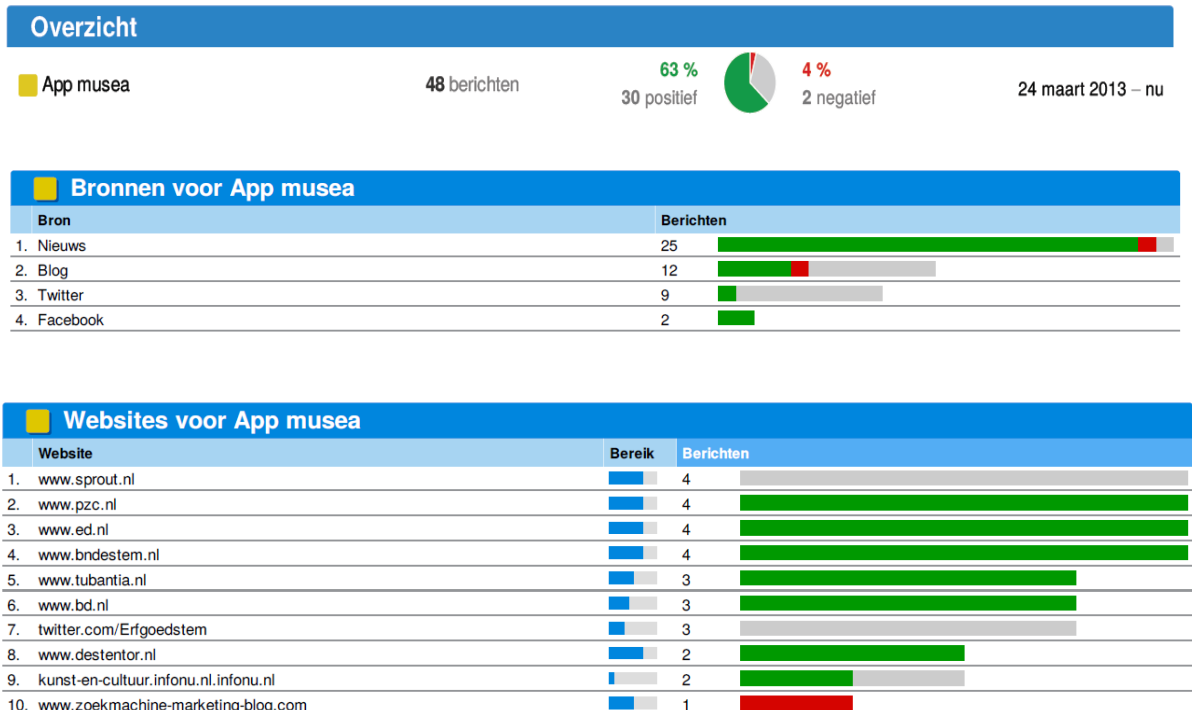 Overzicht
App musea 48 berichten 63 % 30 positief 4 % 2 negatief 24 maart 2013 – nu
Bronnen voor App musea
Bron Berichten
1. Nieuws 25
2. Blog 12
3. Twitter 9
4. Facebook 2
Websites voor App musea
Website Bereik Berichten
1. www.sprout.nl 4
2. www.pzc.nl 4
3. www.ed.nl 4
4. www.bndestem.nl 4
5. www.tubantia.nl 3
6. www.bd.nl 3
7. twitter.com/Erfgoedstem 3
8. www.destentor.nl 2
9. kunst-en-cultuur.infonu.nl.infonu.nl 2
10. www.zoekmachine-marketing-blog.com 1